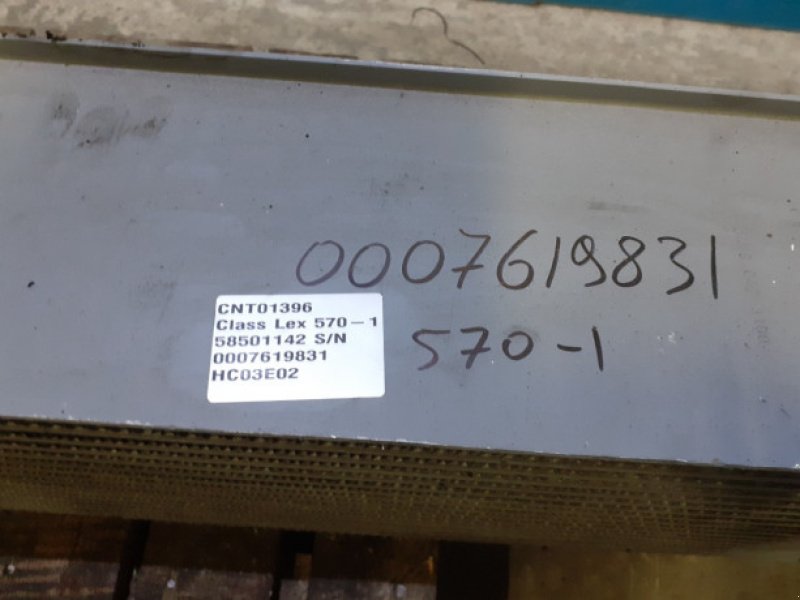 0007619831
570-1
CNT01396
Class Lex 570-1
58501142 S/N
0007619831
HC03E02